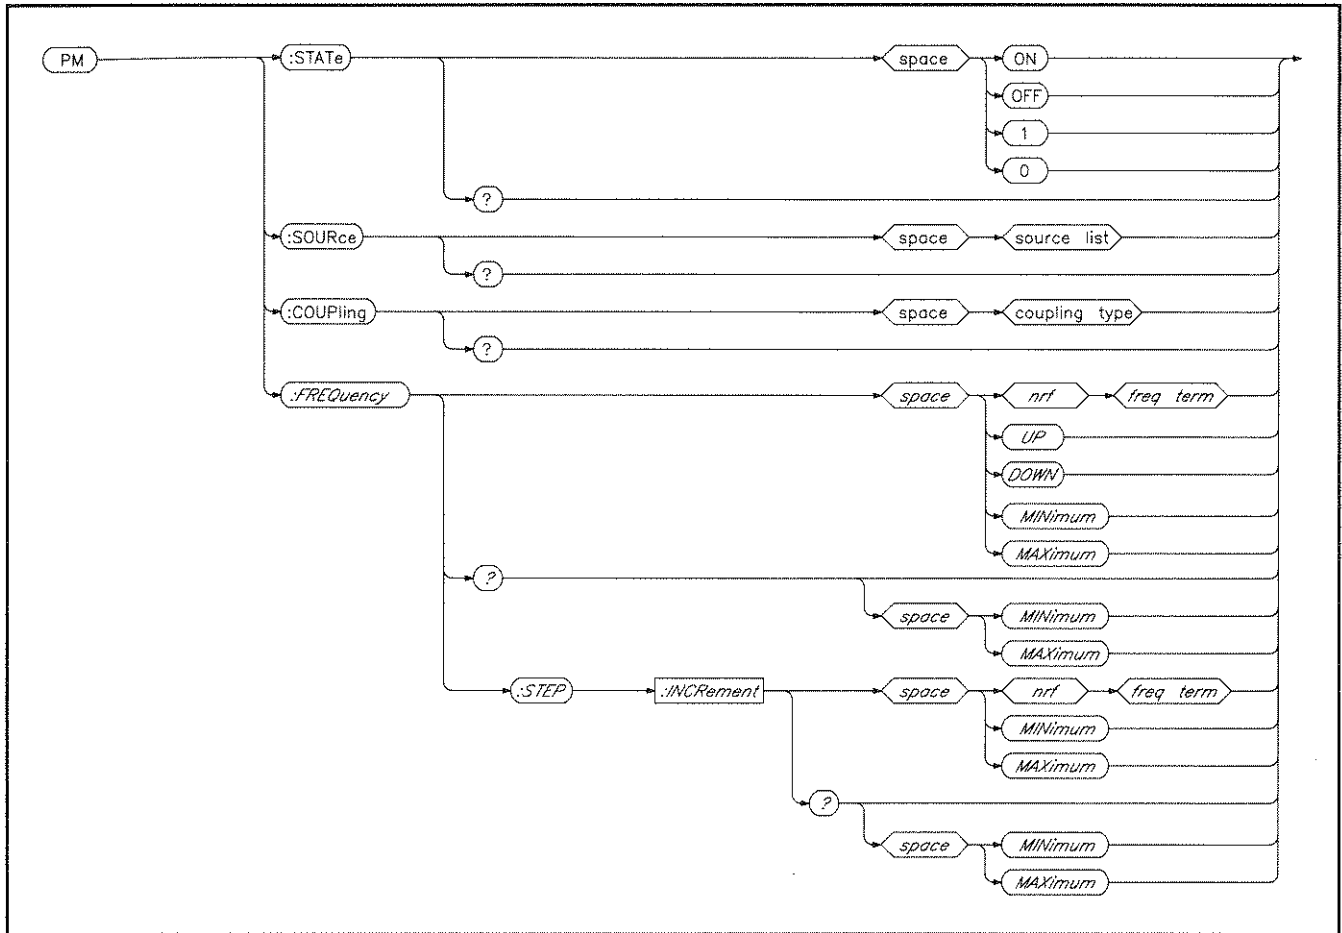 PM :STATe space ON
OFF
1
0
?
:SOURce space source list
?
:COUPling space coupling type
?
:FREQuency space nrf freq term
UP
DOWN
MINimum
MAXimum
?
space MINimum
MAXimum
:STEP :INCRement space nrf freq term
MINimum
MAXimum
?
space MINimum
MAXimum